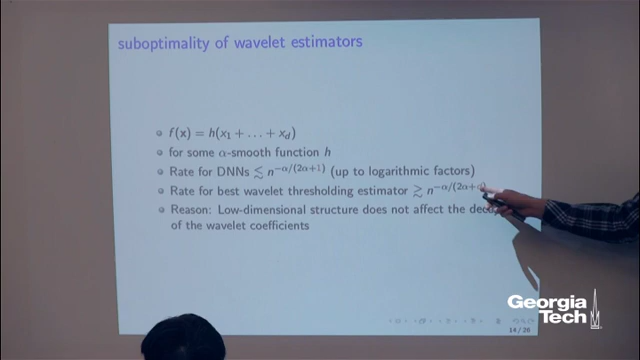 suboptimality of wavelet estimators
f(x) = h(x₁ + … + x_d)
for some α-smooth function h
Rate for DNNs ≲ n^{-α/(2α+1)} (up to logarithmic factors)
Rate for best wavelet thresholding estimator ≳ n^{-α/(2α+
Reason: Low-dimensional structure does not affect the
of the wavelet coefficients
Georgia
Tech
14 / 26